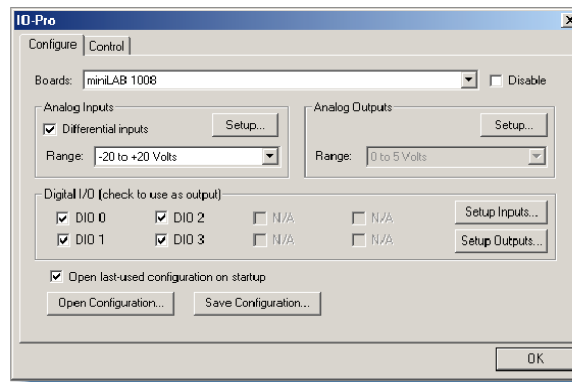 IO-Pro
Configure Control
Boards: miniLAB 1008 Disable
Analog Inputs
Differential inputs Setup...
Range: -20 to +20 Volts
Analog Outputs
Setup...
Range: 0 to 5 Volts
Digital I/O (check to use as output)
DIO 0 DIO 2 N/A N/A Setup Inputs...
DIO 1 DIO 3 N/A N/A Setup Outputs...
Open last-used configuration on startup
Open Configuration... Save Configuration...
OK